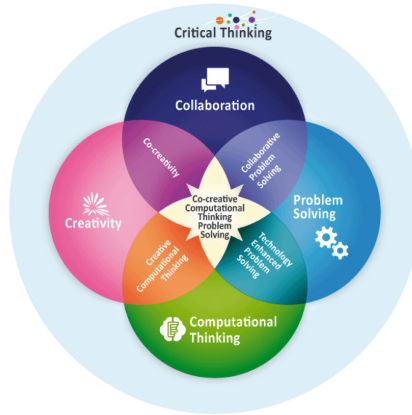 Critical Thinking
Collaboration
Co-creativity
Collaborative
Problem
Solving
Creativity
Co-creative
Computational
Thinking
Problem
Solving
Problem
Solving
Creative
Computational
Thinking
Technology
Enhanced
Problem
Solving
Computational
Thinking